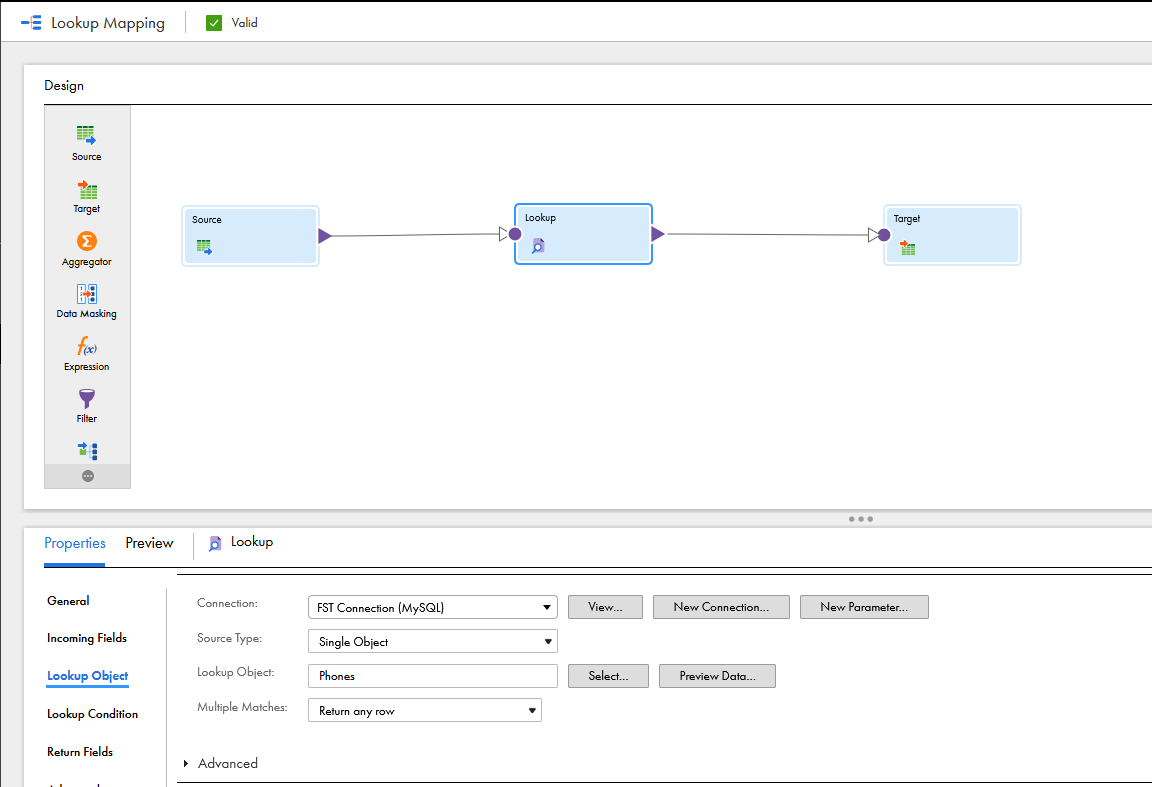 Lookup Mapping
Valid
Design
Source
Target
Aggregator
Data Masking
Expression
Filter
Source
Lookup
Target
Properties
Preview
Lookup
General
Incoming Fields
Lookup Object
Lookup Condition
Return Fields
Connection: FST Connection (MySQL) View... New Connection... New Parameter...
Source Type: Single Object
Lookup Object: Phones Select... Preview Data...
Multiple Matches: Return any row
Advanced